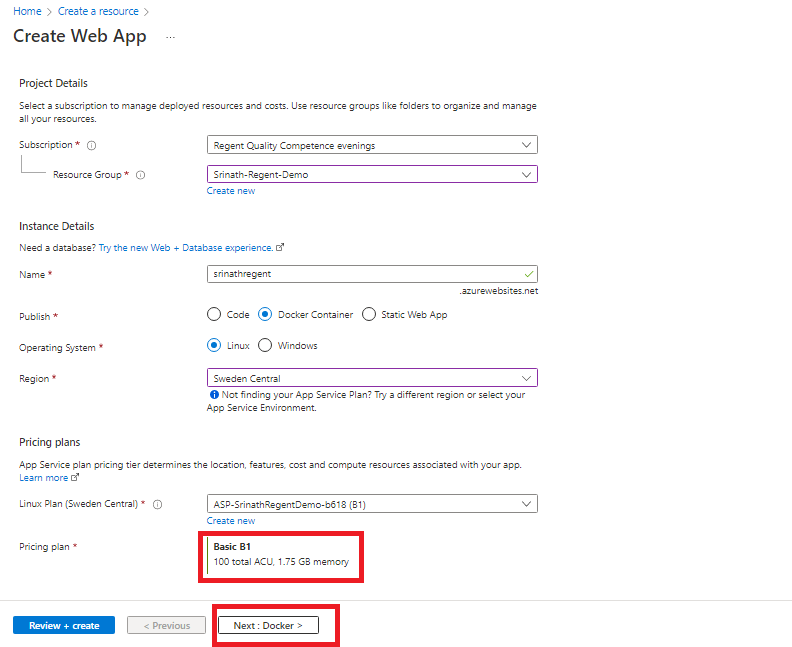 Home > Create a resource >
Create Web App ...
Project Details
Select a subscription to manage deployed resources and costs. Use resource groups like folders to organize and manage
all your resources.
Subscription *
Regent Quality Competence evenings
Resource Group *
Srinath-Regent-Demo
Create new
Instance Details
Need a database? Try the new Web + Database experience.
Name *
srinathregent
.azurewebsites.net
Publish *
Code
Docker Container
Static Web App
Operating System *
Linux
Windows
Region *
Sweden Central
Not finding your App Service Plan? Try a different region or select your
App Service Environment.
Pricing plans
App Service plan pricing tier determines the location, features, cost and compute resources associated with your app.
Learn more
Linux Plan (Sweden Central) *
ASP-SrinathRegentDemo-b618 (B1)
Create new
Pricing plan *
Basic B1
100 total ACU, 1.75 GB memory
Review + create
< Previous
Next : Docker >